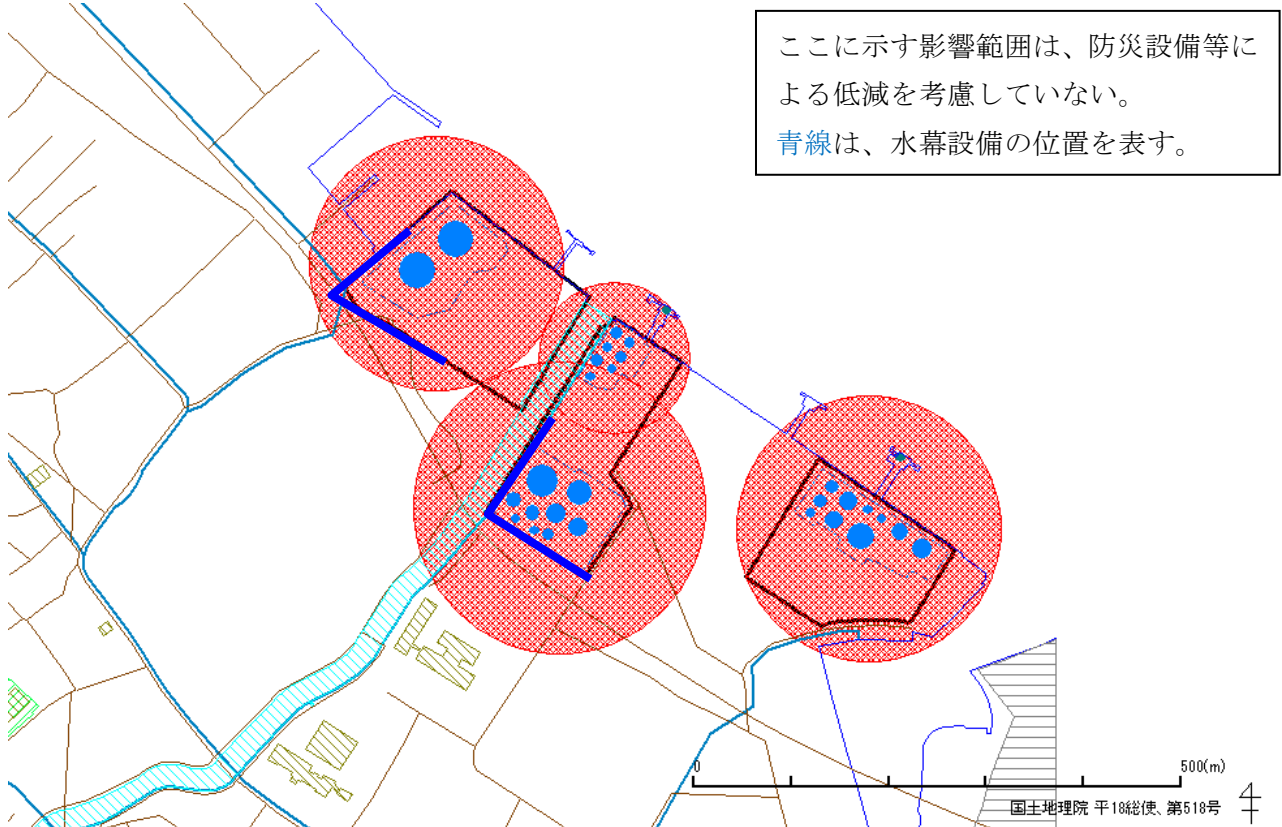 ここに示す影響範囲は、防災設備等に
よる低減を考慮していない。
青線は、水幕設備の位置を表す。
0 500(m)
国土地理院 平18総使、第518号